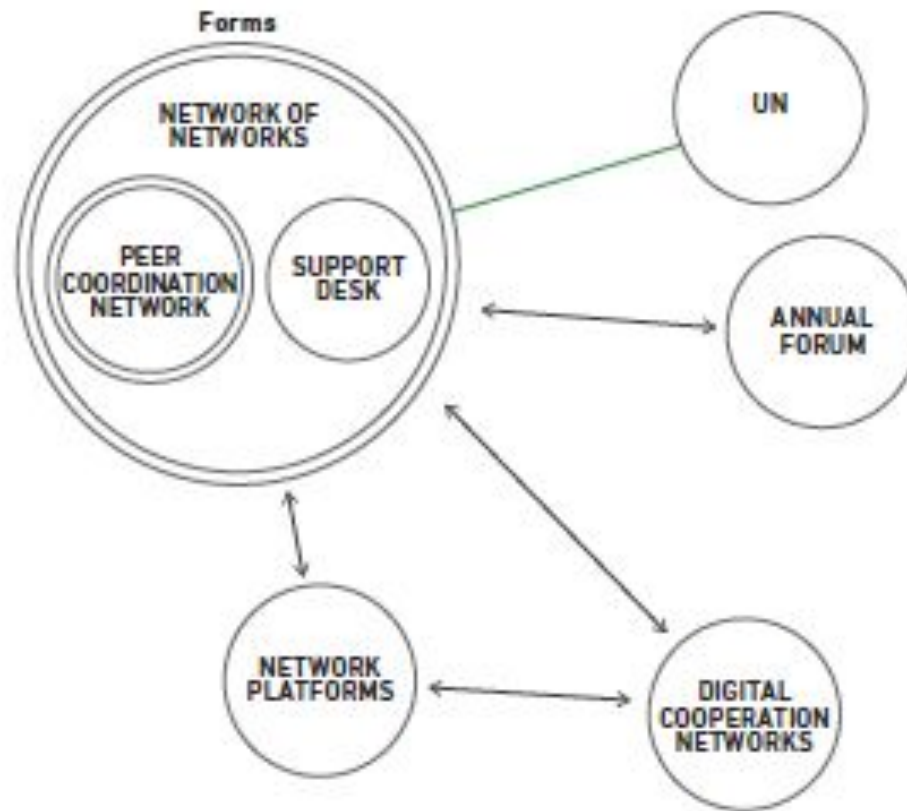 Forms
NETWORK OF
NETWORKS
UN
PEER
COORDINATION
NETWORK
SUPPORT
DESK
ANNUAL
FORUM
NETWORK
PLATFORMS
DIGITAL
COOPERATION
NETWORKS